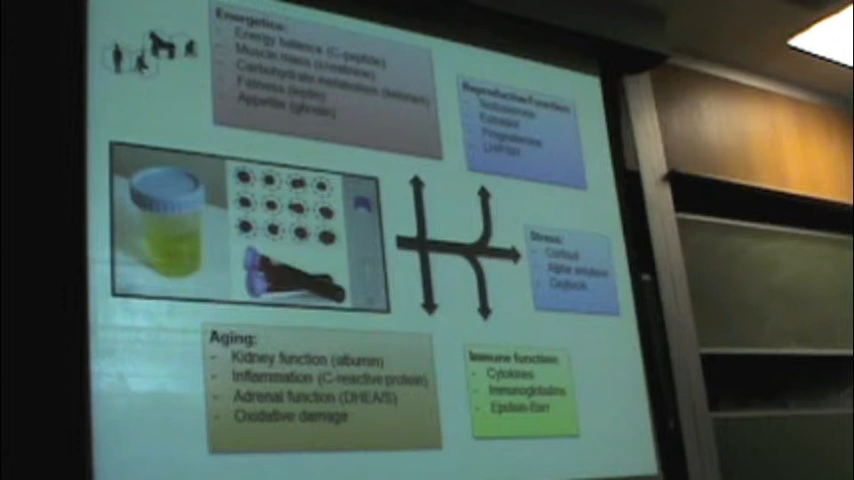 Energetics:
- Energy balance (C-peptide)
- Muscle mass (creatinine)
- Carbohydrate metabolism (ketones)
- Fatness (leptin)
- Appetite (ghrelin)
Reproductive Function:
- Testosterone
- Estradiol
- Progesterone
- LH/FSH
Stress:
- Cortisol
- Alpha amylase
- Oxytocin
Aging:
- Kidney function (albumin)
- Inflammation (C-reactive protein)
- Adrenal function (DHEA/S)
- Oxidative damage
Immune function:
- Cytokines
- Immunoglobulins
- Epstein-Barr